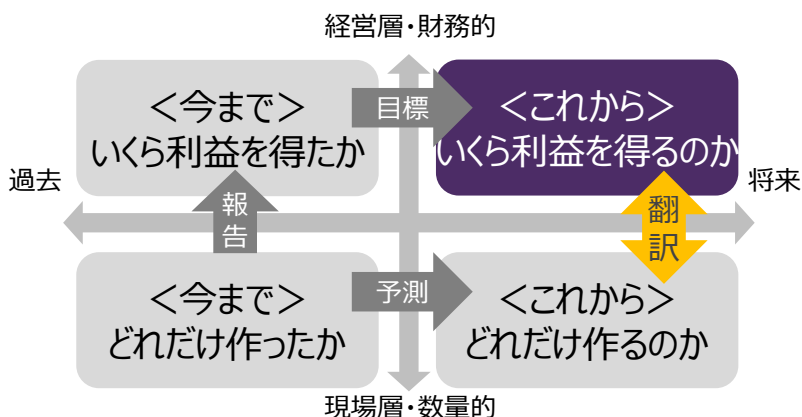 経営層・財務的
＜今まで＞
いくら利益を得たか
目標
＜これから＞
いくら利益を得るのか
過去
将来
報告
翻訳
＜今まで＞
どれだけ作ったか
予測
＜これから＞
どれだけ作るのか
現場層・数量的